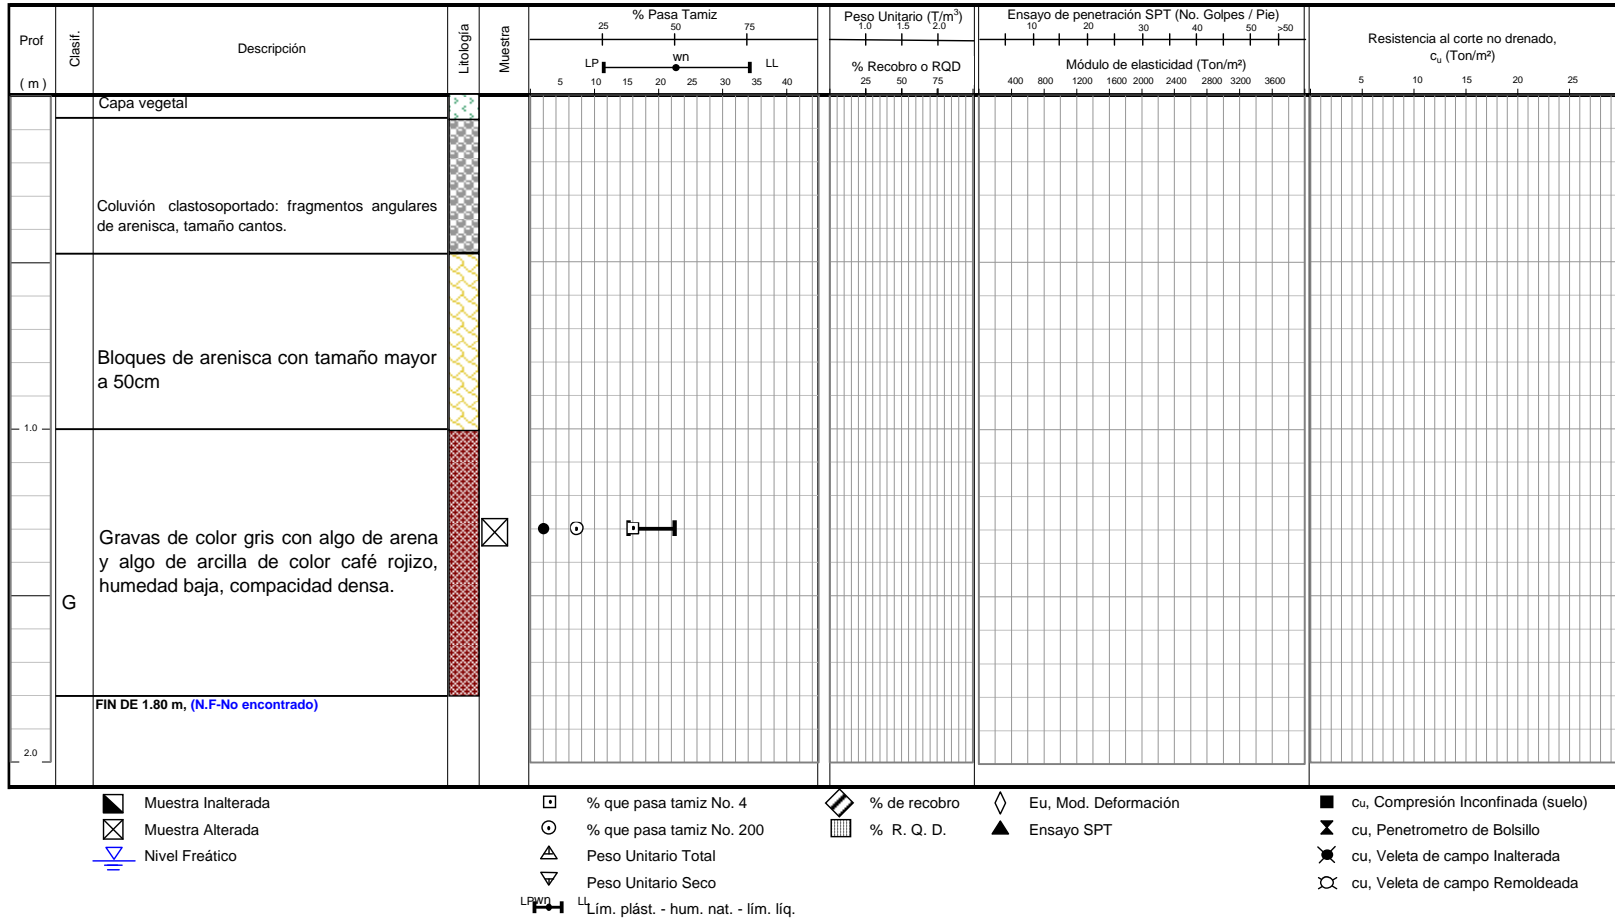 Prof
( m )
Clasif.
Descripción
Litología
Muestra
% Pasa Tamiz
25 50 75
LP wn LL
5 10 15 20 25 30 35 40
Peso Unitario (T/m³)
1.0 1.5 2.0
% Recobro o RQD
25 50 75
Ensayo de penetración SPT (No. Golpes / Pie)
10 20 30 40 50 >50
Módulo de elasticidad (Ton/m²)
400 800 1200 1600 2000 2400 2800 3200 3600
Resistencia al corte no drenado,
cu (Ton/m²)
5 10 15 20 25
Capa vegetal
Coluvión clastosoportado: fragmentos angulares
de arenisca, tamaño cantos.
Bloques de arenisca con tamaño mayor
a 50cm
1.0
Gravas de color gris con algo de arena
y algo de arcilla de color café rojizo,
humedad baja, compacidad densa.
G
FIN DE 1.80 m, (N.F-No encontrado)
2.0
Muestra Inalterada
Muestra Alterada
Nivel Freático
% que pasa tamiz No. 4
% que pasa tamiz No. 200
Peso Unitario Total
Peso Unitario Seco
LP wn LL Lím. plást. - hum. nat. - lím. líq.
% de recobro
% R. Q. D.
Eu, Mod. Deformación
Ensayo SPT
cu, Compresión Inconfinada (suelo)
cu, Penetrometro de Bolsillo
cu, Veleta de campo Inalterada
cu, Veleta de campo Remoldeada